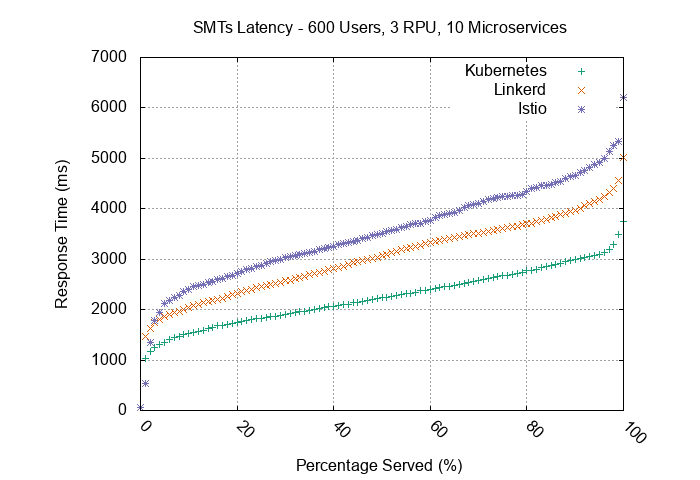 SMTs Latency - 600 Users, 3 RPU, 10 Microservices
7000
6000
5000
4000
3000
2000
1000
0
Response Time (ms)
Kubernetes
Linkerd
Istio
0
20
40
60
80
100
Percentage Served (%)